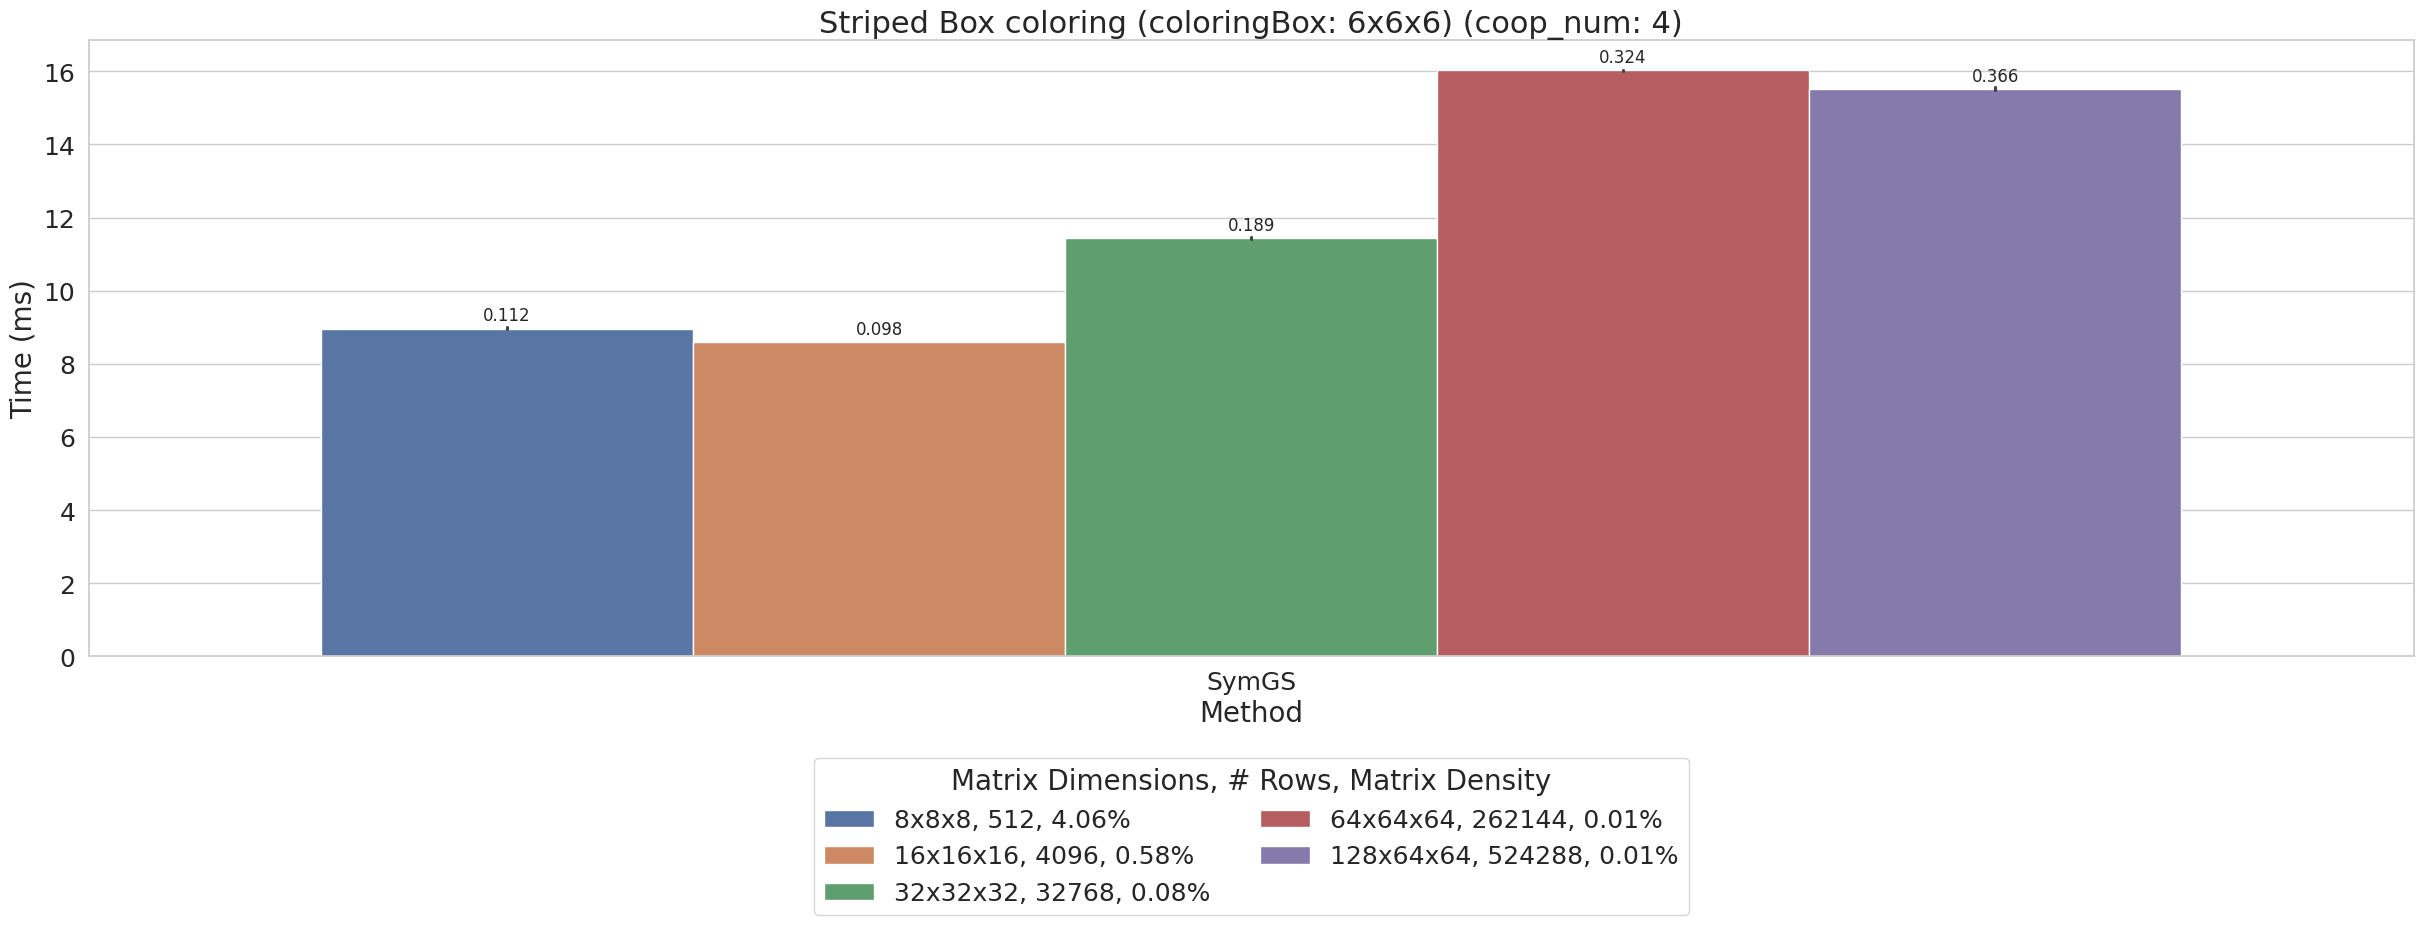 Striped Box coloring (coloringBox: 6x6x6) (coop_num: 4)
Time (ms)
16
14
12
10
8
6
4
2
0
0.112
0.098
0.189
0.324
0.366
SymGS
Method
Matrix Dimensions, # Rows, Matrix Density
8x8x8, 512, 4.06%
16x16x16, 4096, 0.58%
32x32x32, 32768, 0.08%
64x64x64, 262144, 0.01%
128x64x64, 524288, 0.01%